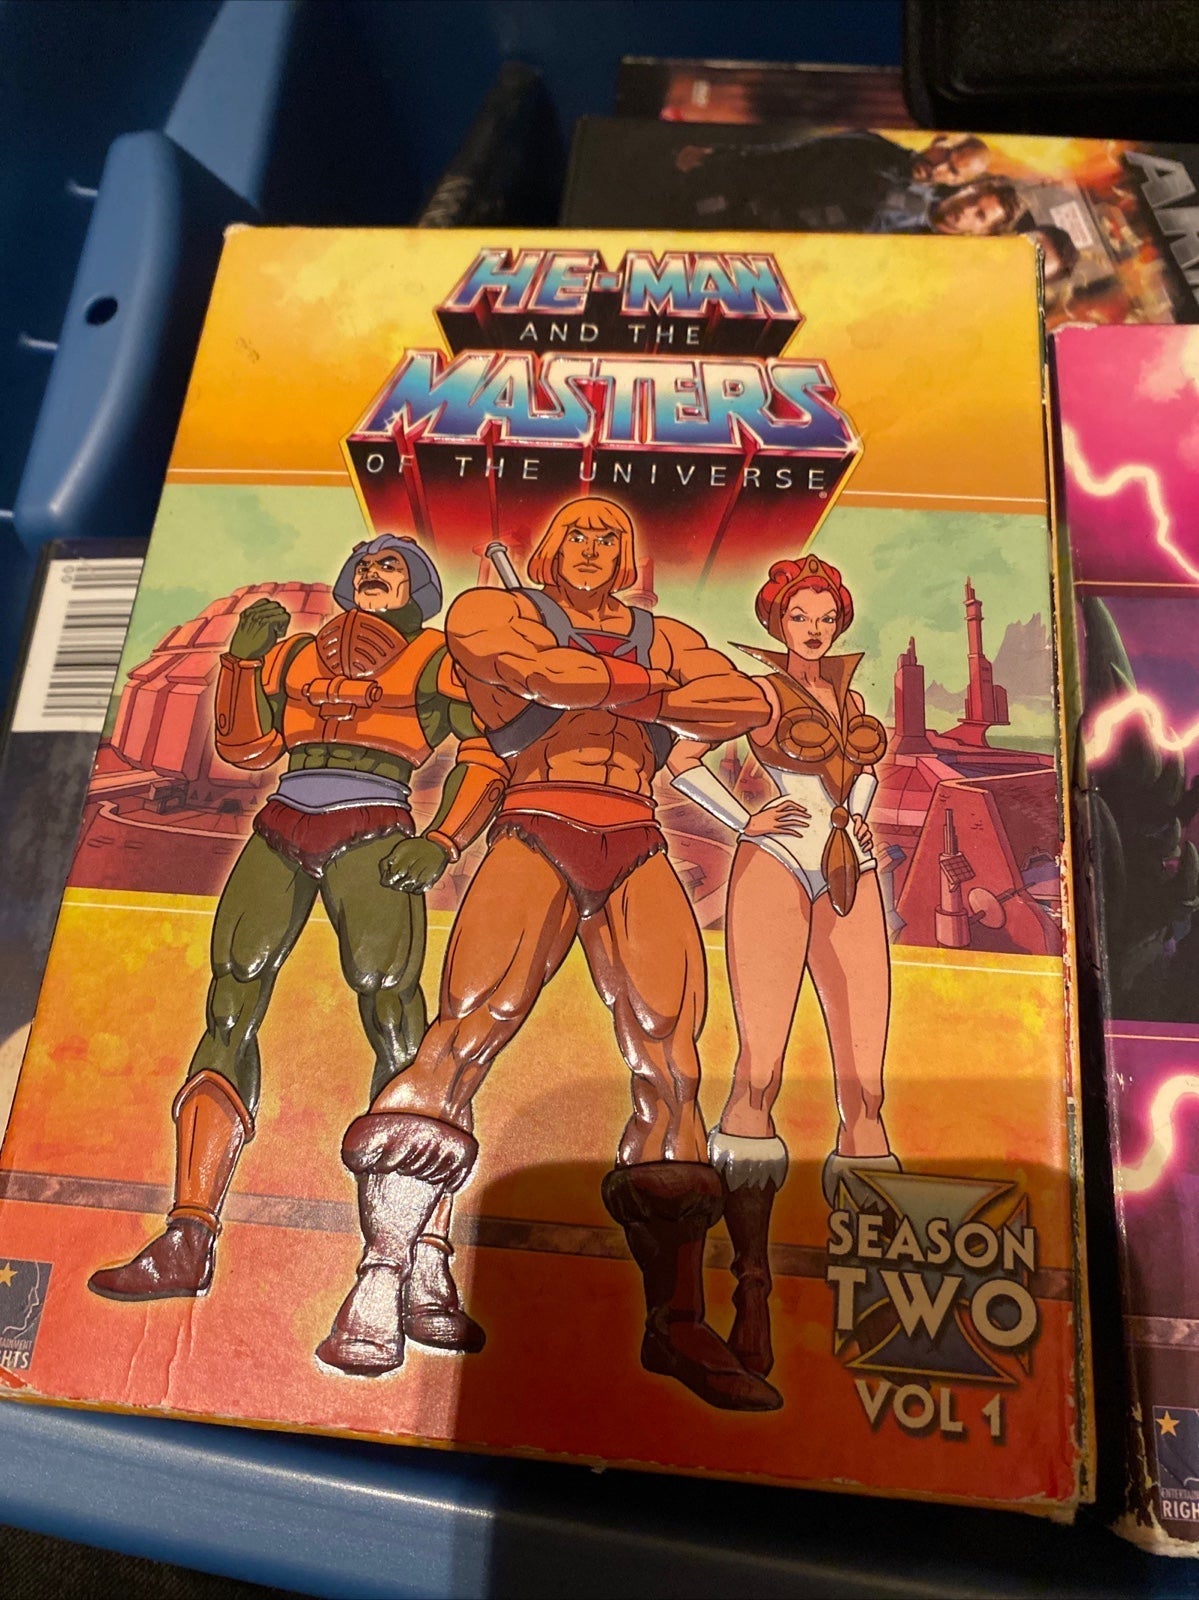 HE-MAN
AND THE
MASTERS
OF THE UNIVERSE®
SEASON
TWO
VOL 1